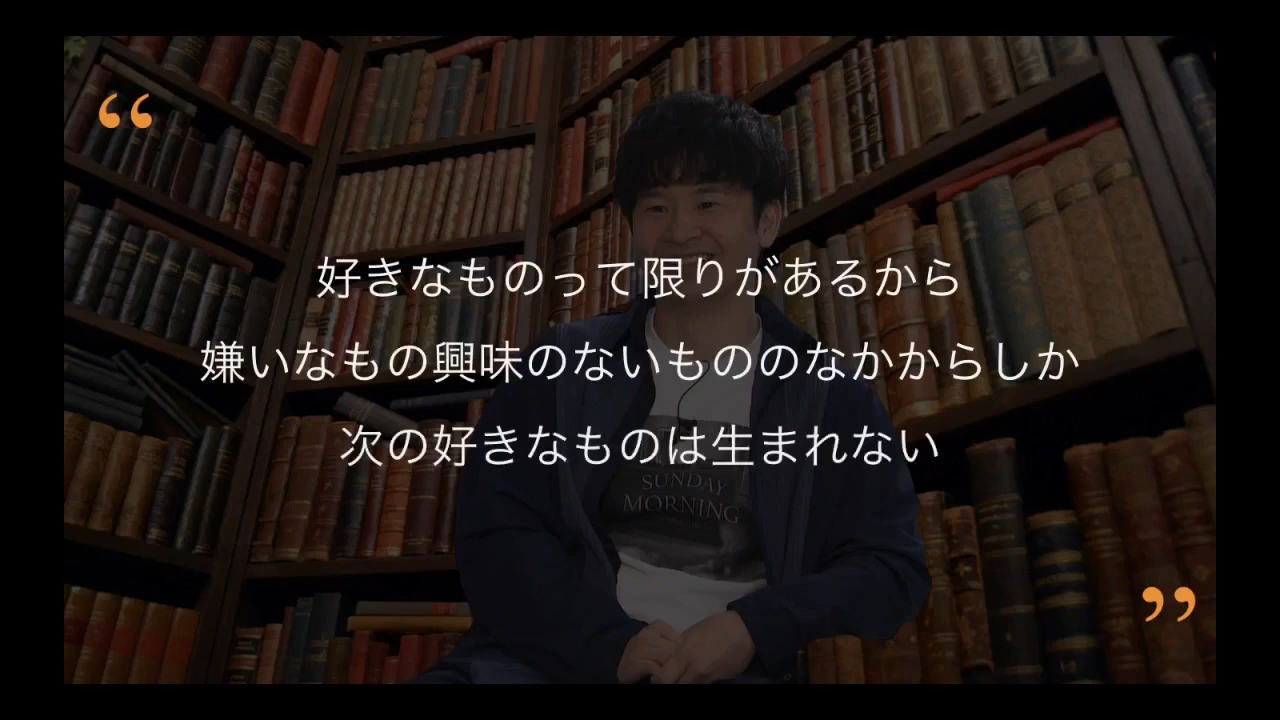 “
好きなものって限りがあるから
嫌いなもの興味のないもののなかからしか
次の好きなものは生まれない
SUNDAY
MORNING
”